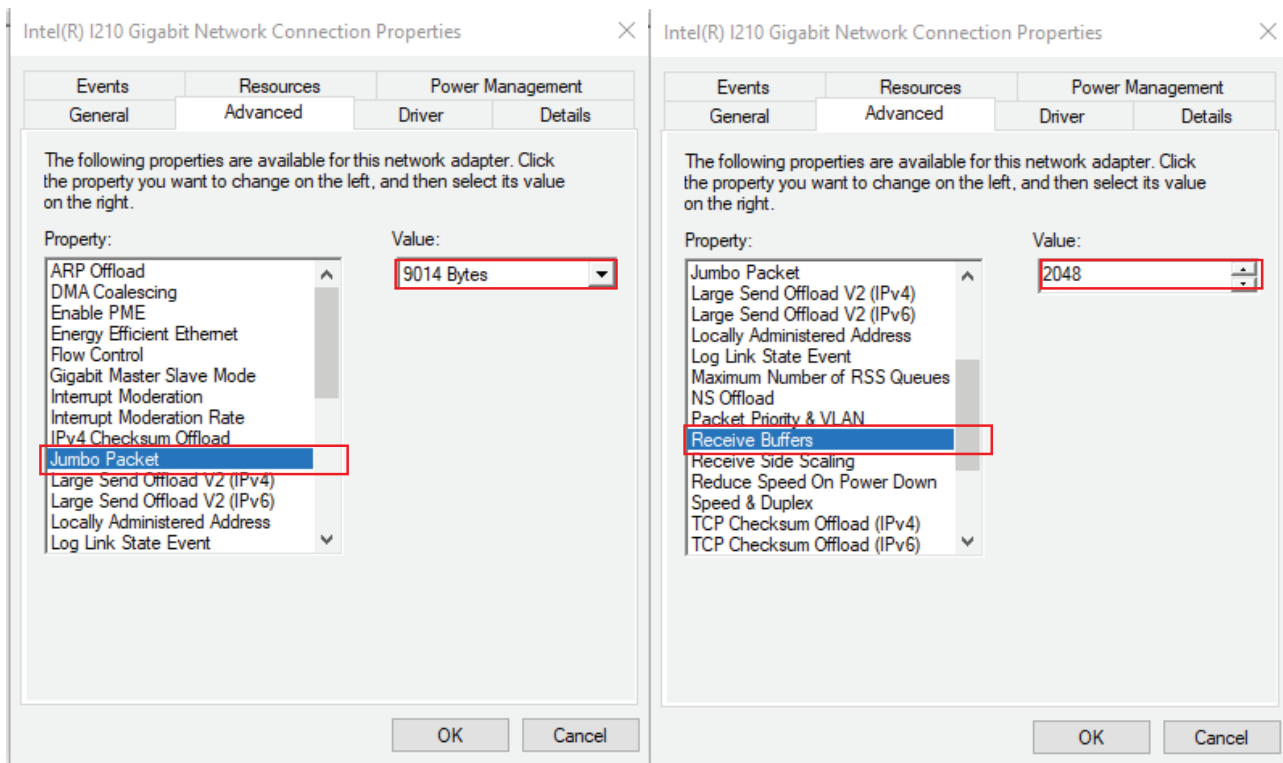 Intel(R) I210 Gigabit Network Connection Properties
Events Resources Power Management
General Advanced Driver Details
The following properties are available for this network adapter. Click
the property you want to change on the left, and then select its value
on the right.
Property: Value:
ARP Offload
DMA Coalescing
Enable PME
Energy Efficient Ethernet
Flow Control
Gigabit Master Slave Mode
Interrupt Moderation
Interrupt Moderation Rate
IPv4 Checksum Offload
Jumbo Packet
Large Send Offload V2 (IPv4)
Large Send Offload V2 (IPv6)
Locally Administered Address
Log Link State Event
9014 Bytes
OK Cancel
Intel(R) I210 Gigabit Network Connection Properties
Events Resources Power Management
General Advanced Driver Details
The following properties are available for this network adapter. Click
the property you want to change on the left, and then select its value
on the right.
Property: Value:
Jumbo Packet
Large Send Offload V2 (IPv4)
Large Send Offload V2 (IPv6)
Locally Administered Address
Log Link State Event
Maximum Number of RSS Queues
NS Offload
Packet Priority & VLAN
Receive Buffers
Receive Side Scaling
Reduce Speed On Power Down
Speed & Duplex
TCP Checksum Offload (IPv4)
TCP Checksum Offload (IPv6)
2048
OK Cancel